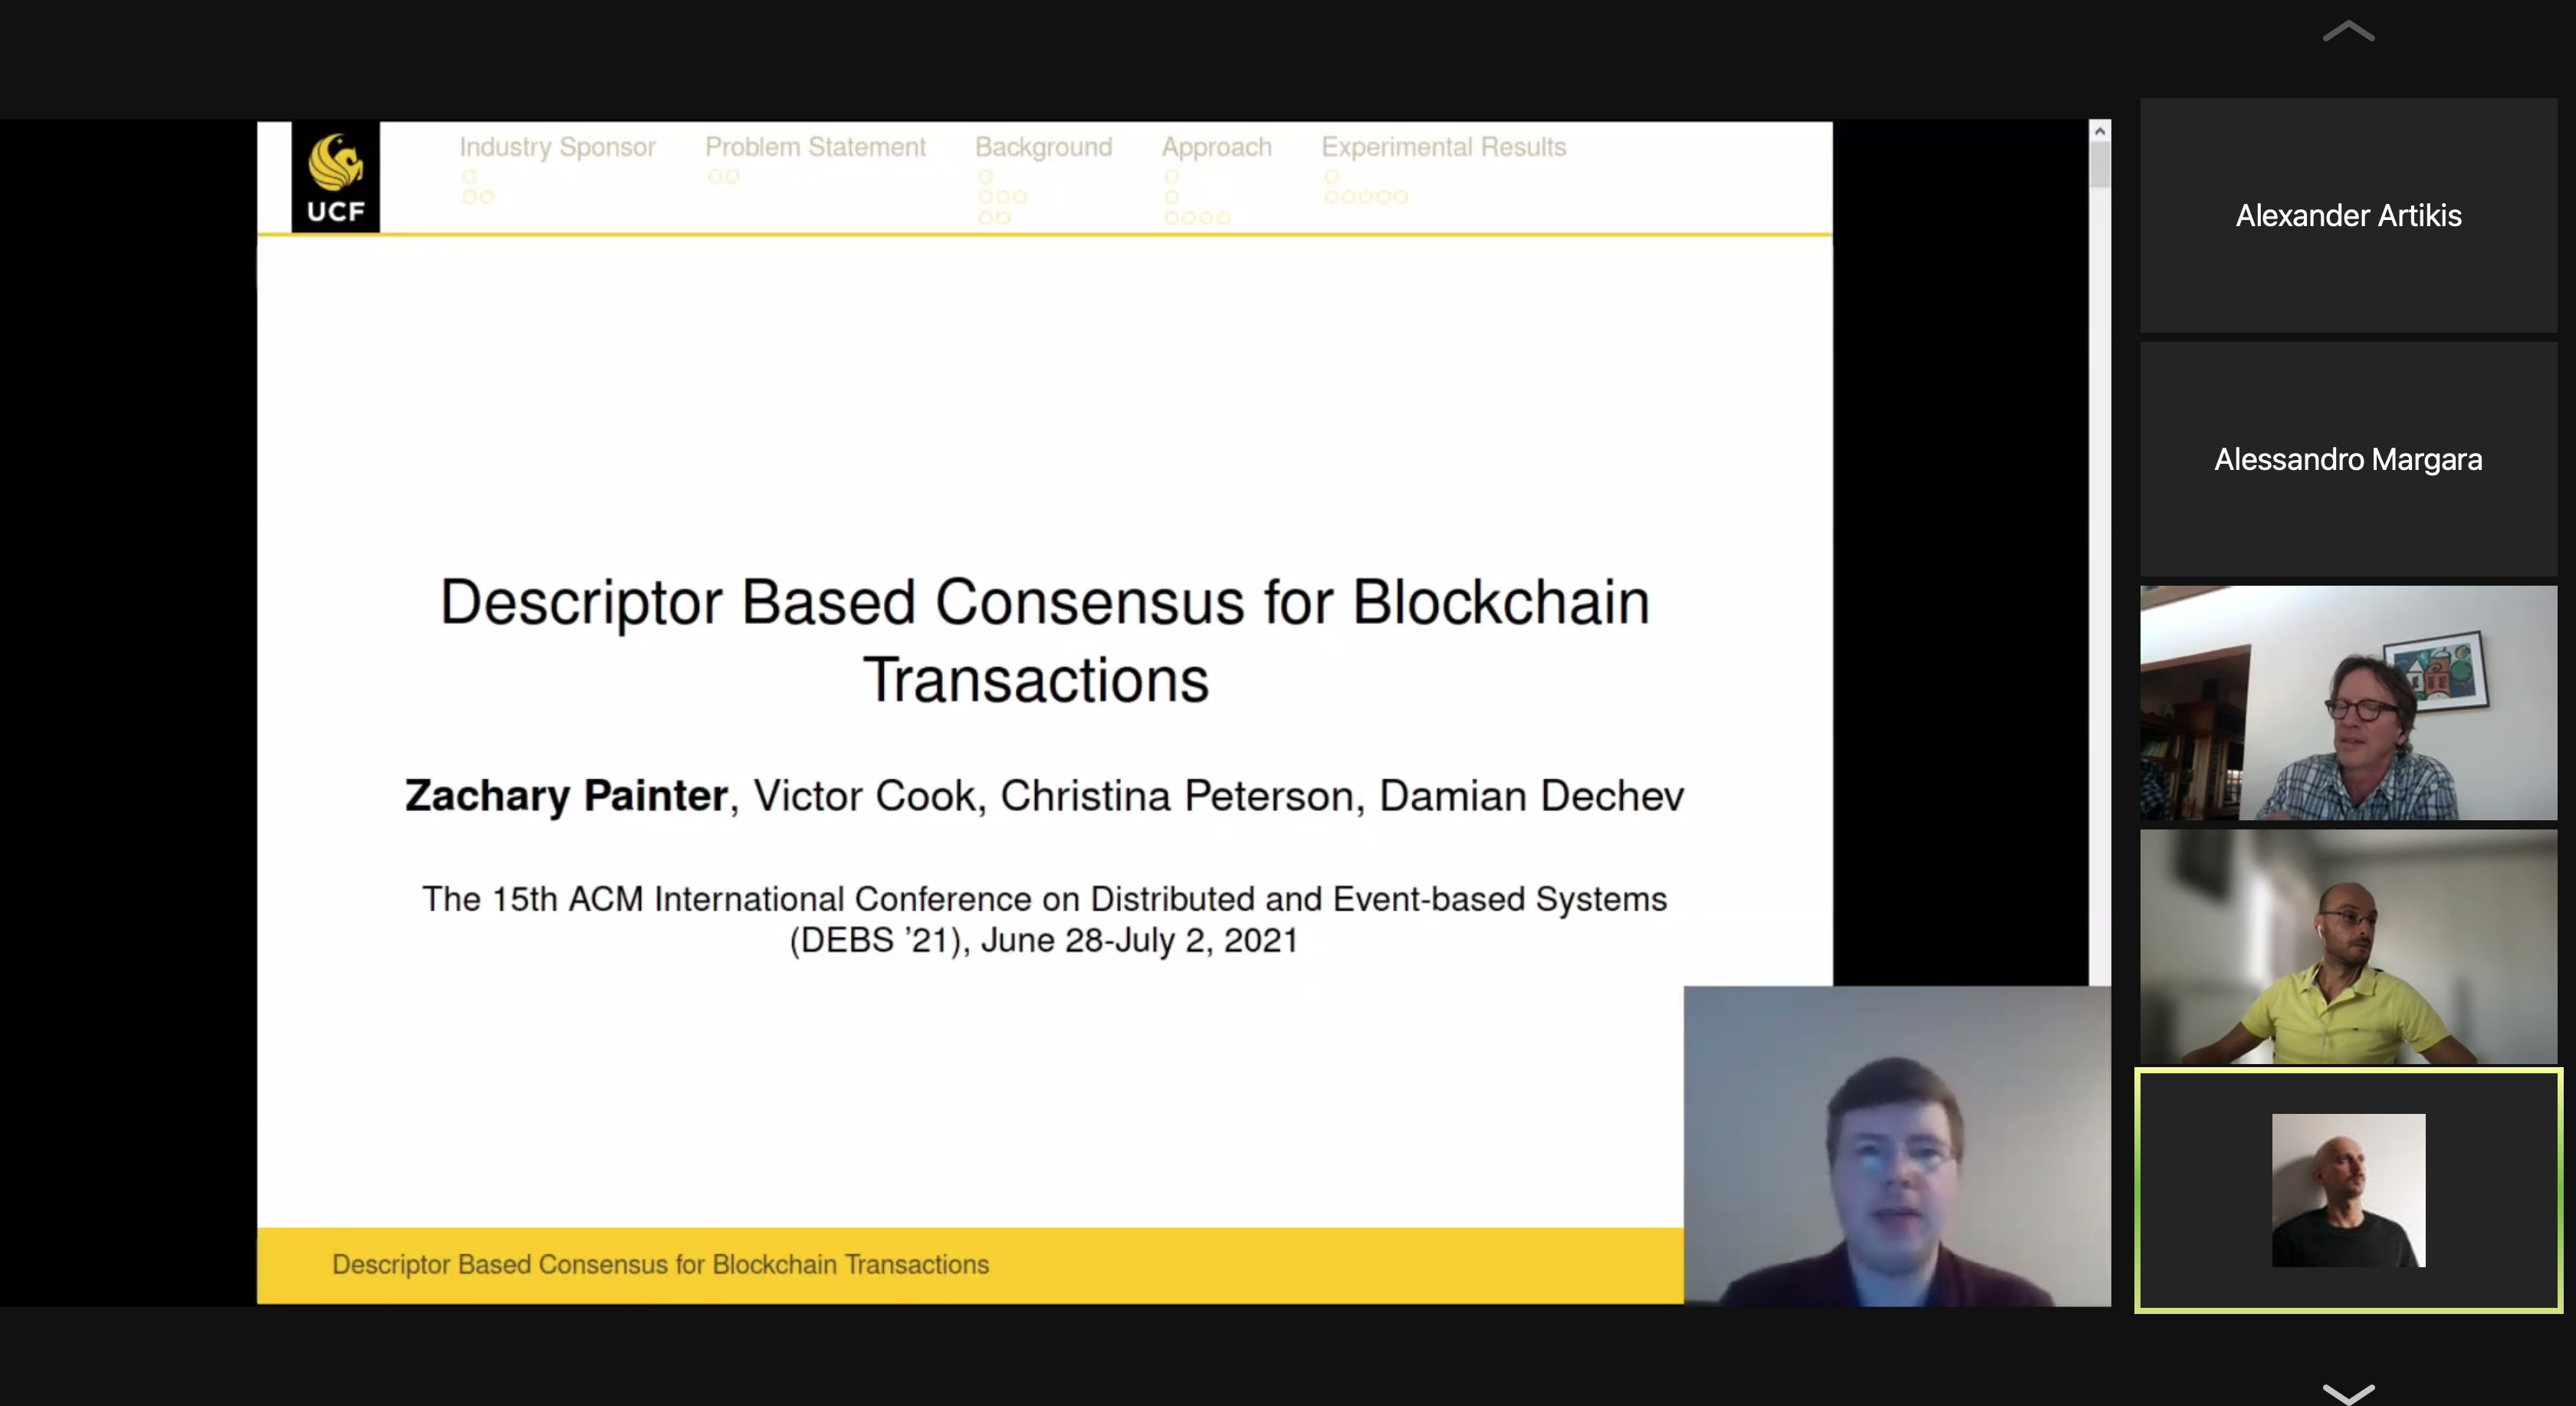 UCF
Industry Sponsor
Problem Statement
Background
Approach
Experimental Results
Descriptor Based Consensus for Blockchain
Transactions
Zachary Painter, Victor Cook, Christina Peterson, Damian Dechev
The 15th ACM International Conference on Distributed and Event-based Systems
(DEBS ’21), June 28-July 2, 2021
Descriptor Based Consensus for Blockchain Transactions
Alexander Artikis
Alessandro Margara